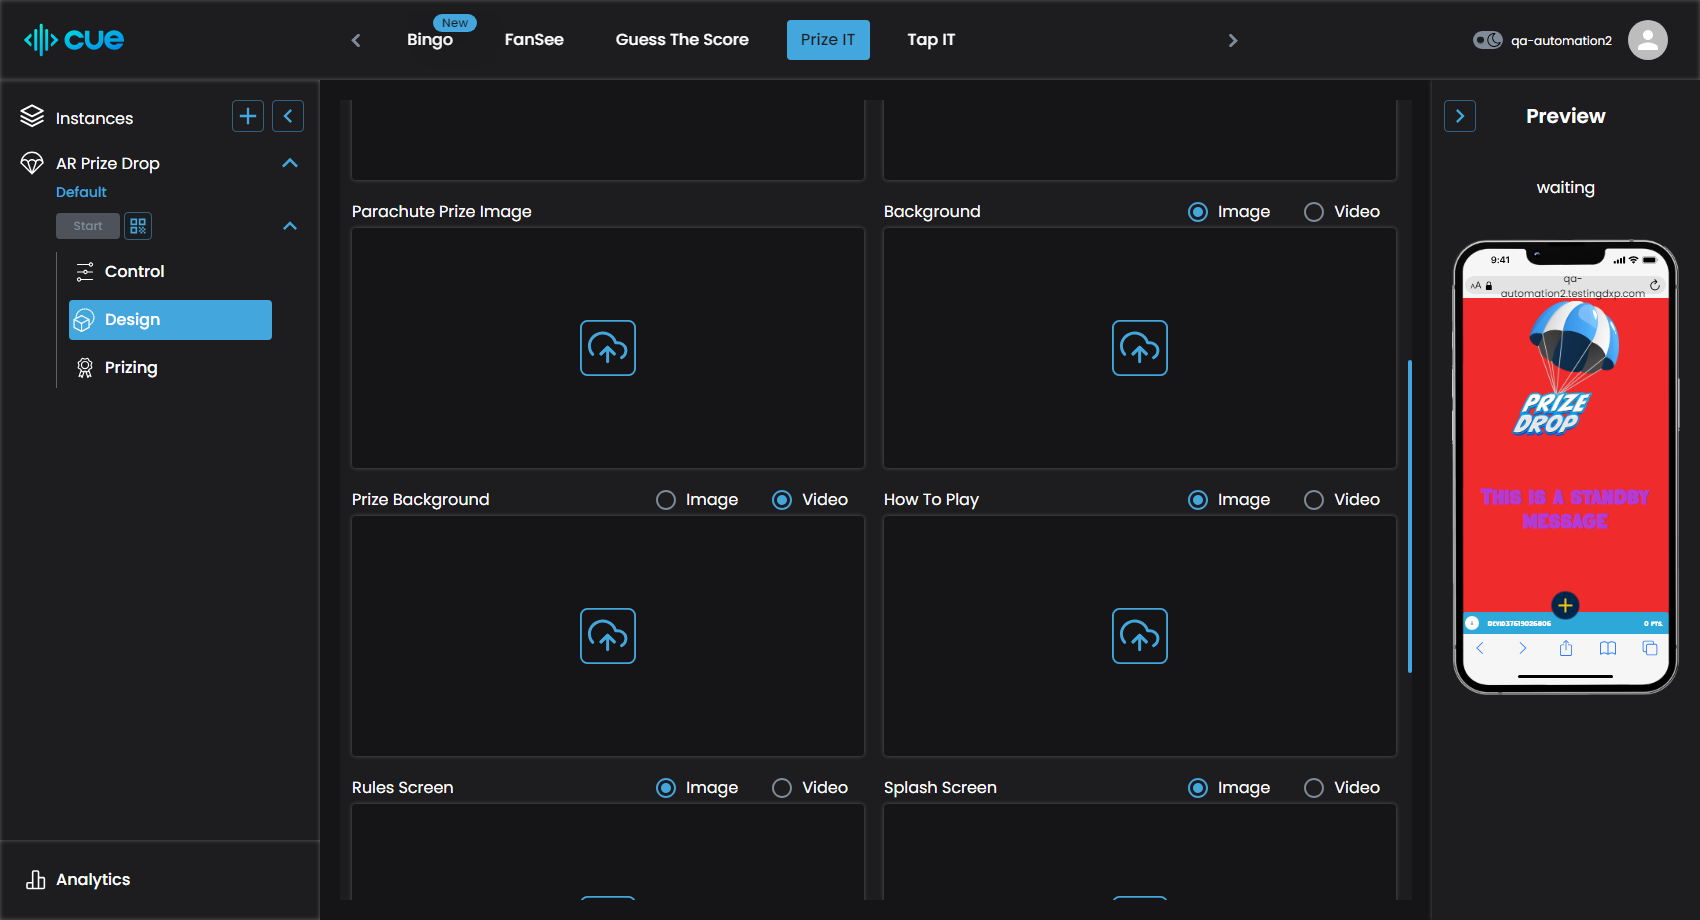 cue
New
Bingo
FanSee
Guess The Score
Prize IT
Tap IT
qa-automation2
Instances
AR Prize Drop
Default
Start
Control
Design
Prizing
Analytics
Parachute Prize Image
Background
Image
Video
Prize Background
Image
Video
How To Play
Image
Video
Rules Screen
Image
Video
Splash Screen
Image
Video
Preview
waiting
9:41
AA
qa-
automation2.testingdxp.com
PRIZE
DROP
THIS IS A STANDBY
MESSAGE
0 PTS.